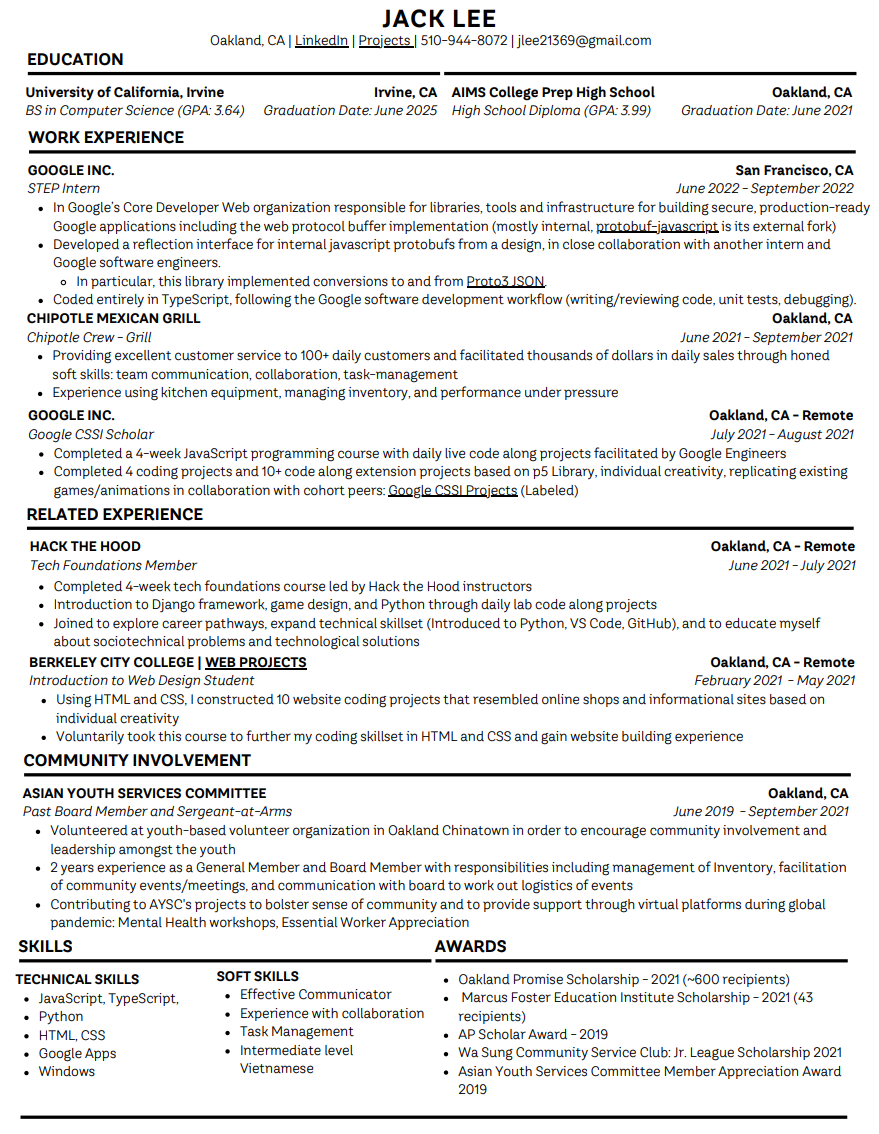 JACK LEE
Oakland, CA | LinkedIn | Projects | 510-944-8072 | jlee21369@gmail.com
EDUCATION
University of California, Irvine Irvine, CA
BS in Computer Science (GPA: 3.64) Graduation Date: June 2025
AIMS College Prep High School Oakland, CA
High School Diploma (GPA: 3.99) Graduation Date: June 2021
WORK EXPERIENCE
GOOGLE INC. San Francisco, CA
STEP Intern June 2022 - September 2022
• In Google's Core Developer Web organization responsible for libraries, tools and infrastructure for building secure, production-ready
Google applications including the web protocol buffer implementation (mostly internal, protobuf-javascript is its external fork)
• Developed a reflection interface for internal javascript protobufs from a design, in close collaboration with another intern and
Google software engineers.
◦ In particular, this library implemented conversions to and from Proto3 JSON.
• Coded entirely in TypeScript, following the Google software development workflow (writing/reviewing code, unit tests, debugging).
CHIPOTLE MEXICAN GRILL Oakland, CA
Chipotle Crew - Grill June 2021 - September 2021
• Providing excellent customer service to 100+ daily customers and facilitated thousands of dollars in daily sales through honed
soft skills: team communication, collaboration, task-management
• Experience using kitchen equipment, managing inventory, and performance under pressure
GOOGLE INC. Oakland, CA - Remote
Google CSSI Scholar July 2021 - August 2021
• Completed a 4-week JavaScript programming course with daily live code along projects facilitated by Google Engineers
• Completed 4 coding projects and 10+ code along extension projects based on p5 Library, individual creativity, replicating existing
games/animations in collaboration with cohort peers: Google CSSI Projects (Labeled)
RELATED EXPERIENCE
HACK THE HOOD Oakland, CA - Remote
Tech Foundations Member June 2021 - July 2021
• Completed 4-week tech foundations course led by Hack the Hood instructors
• Introduction to Django framework, game design, and Python through daily lab code along projects
• Joined to explore career pathways, expand technical skillset (Introduced to Python, VS Code, GitHub), and to educate myself
about sociotechnical problems and technological solutions
BERKELEY CITY COLLEGE | WEB PROJECTS Oakland, CA - Remote
Introduction to Web Design Student February 2021 - May 2021
• Using HTML and CSS, I constructed 10 website coding projects that resembled online shops and informational sites based on
individual creativity
• Voluntarily took this course to further my coding skillset in HTML and CSS and gain website building experience
COMMUNITY INVOLVEMENT
ASIAN YOUTH SERVICES COMMITTEE Oakland, CA
Past Board Member and Sergeant-at-Arms June 2019 - September 2021
• Volunteered at youth-based volunteer organization in Oakland Chinatown in order to encourage community involvement and
leadership amongst the youth
• 2 years experience as a General Member and Board Member with responsibilities including management of Inventory, facilitation
of community events/meetings, and communication with board to work out logistics of events
• Contributing to AYSC's projects to bolster sense of community and to provide support through virtual platforms during global
pandemic: Mental Health workshops, Essential Worker Appreciation
SKILLS
TECHNICAL SKILLS
• JavaScript, TypeScript,
• Python
• HTML, CSS
• Google Apps
• Windows
SOFT SKILLS
• Effective Communicator
• Experience with collaboration
• Task Management
• Intermediate level
Vietnamese
AWARDS
• Oakland Promise Scholarship - 2021 (~600 recipients)
• Marcus Foster Education Institute Scholarship - 2021 (43
recipients)
• AP Scholar Award - 2019
• Wa Sung Community Service Club: Jr. League Scholarship 2021
• Asian Youth Services Committee Member Appreciation Award
2019